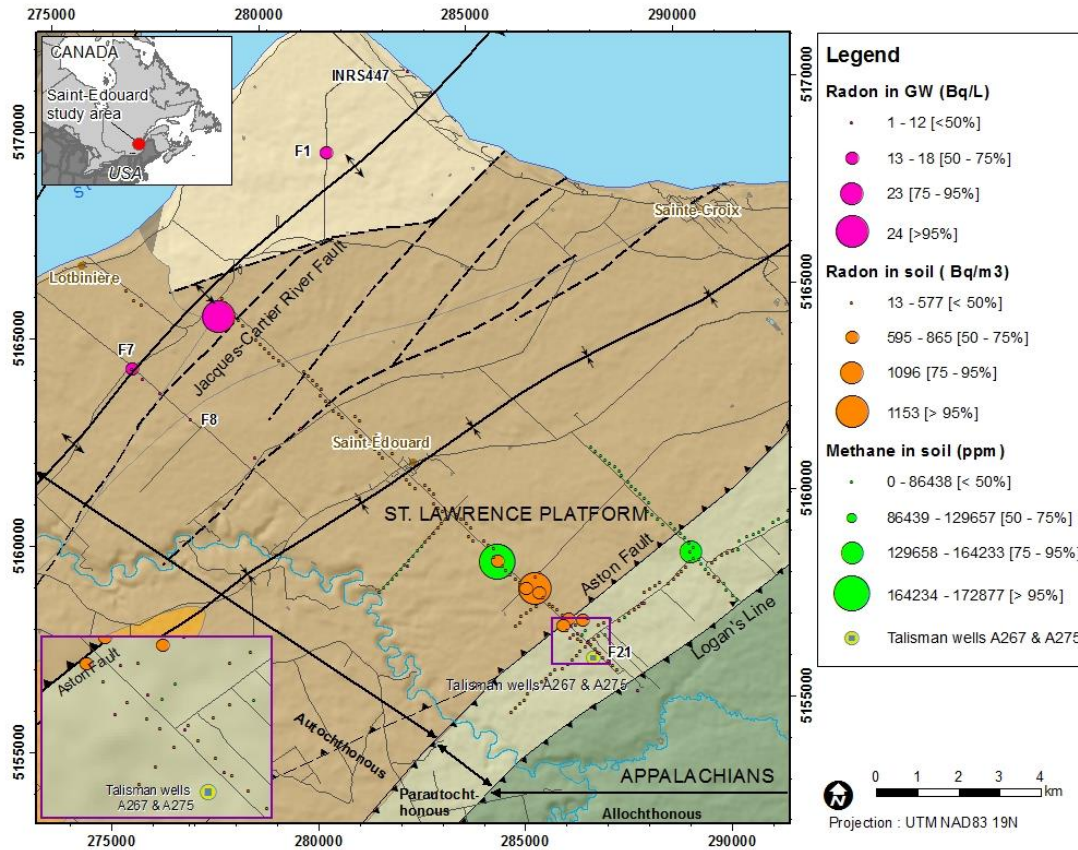 275000
280000
285000
290000
CANADA
Saint-Edouard
study area
USA
INRS447
F1
5170000
5170000
Sainte-Croix
Lotbinière
Jacques-Cartier River Fault
5165000
5165000
F7
F8
Saint-Édouard
5160000
5160000
ST. LAWRENCE PLATFORM
Aston Fault
Logan's Line
F21
Talisman wells A267 & A275
5155000
5155000
Aston Fault
Talisman wells
A267 & A275
Autochthonous
Parautocht-
honous
APPALACHIANS
Allochthonous
275000
280000
285000
290000
Legend
Radon in GW (Bq/L)
1 - 12 [<50%]
13 - 18 [50 - 75%]
23 [75 - 95%]
24 [>95%]
Radon in soil ( Bq/m3)
13 - 577 [< 50%]
595 - 865 [50 - 75%]
1096 [75 - 95%]
1153 [> 95%]
Methane in soil (ppm)
0 - 86438 [< 50%]
86439 - 129657 [50 - 75%]
129658 - 164233 [75 - 95%]
164234 - 172877 [> 95%]
Talisman wells A267 & A275
N
0 1 2 3 4
km
Projection : UTM NAD83 19N